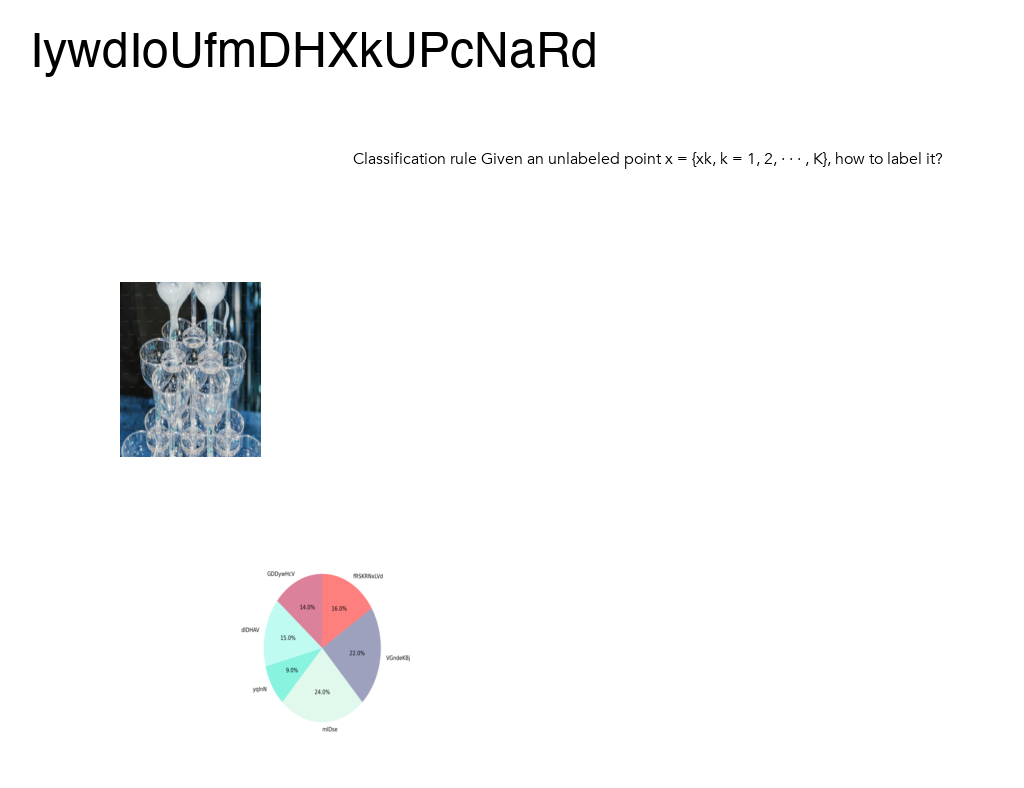 IywdIoUfmDHXkUPcNaRd
Classification rule Given an unlabeled point x = {xk, k = 1, 2, · · · , K}, how to label it?
GDDywHcV
fRSKRNxLVd
14.0%
16.0%
dIDHAV
15.0%
22.0%
VGndeKBj
9.0%
yqInN
24.0%
mIDse